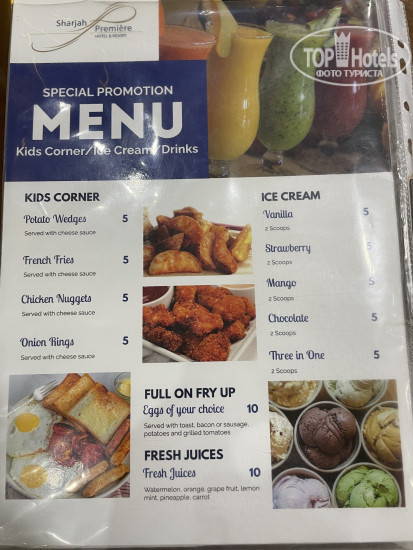 Sharjah
Première
HOTEL & RESORT
TOP Hotels
ФОТО ТУРИСТА
SPECIAL PROMOTION
MENU
Kids Corner/Ice Cream/Drinks
KIDS CORNER
Potato Wedges 5
Served with cheese sauce
French Fries 5
Served with cheese sauce
Chicken Nuggets 5
Served with cheese sauce
Onion Rings 5
Served with cheese sauce
ICE CREAM
Vanilla 5
2 Scoops
Strawberry 5
2 Scoops
Mango 5
2 Scoops
Chocolate 5
2 Scoops
Three in One 5
2 Scoops
FULL ON FRY UP
Eggs of your choice 10
Served with toast, bacon or sausage,
potatoes and grilled tomatoes.
FRESH JUICES
Fresh Juices 10
Watermelon, orange, grape fruit, lemon
mint, pineapple, carrot